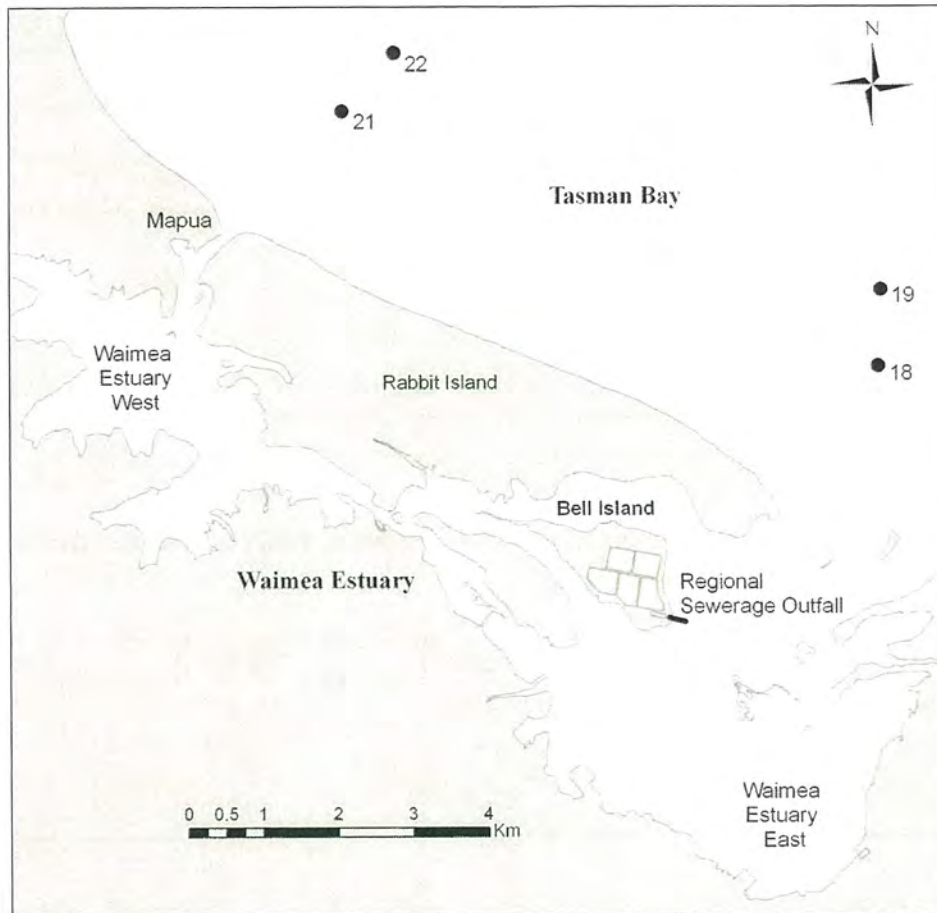 N
22
21
Tasman Bay
Mapua
19
Waimea
Estuary
West
18
Rabbit Island
Bell Island
Waimea Estuary
Regional
Sewerage Outfall
0 0.5 1 2 3 4
Km
Waimea
Estuary
East